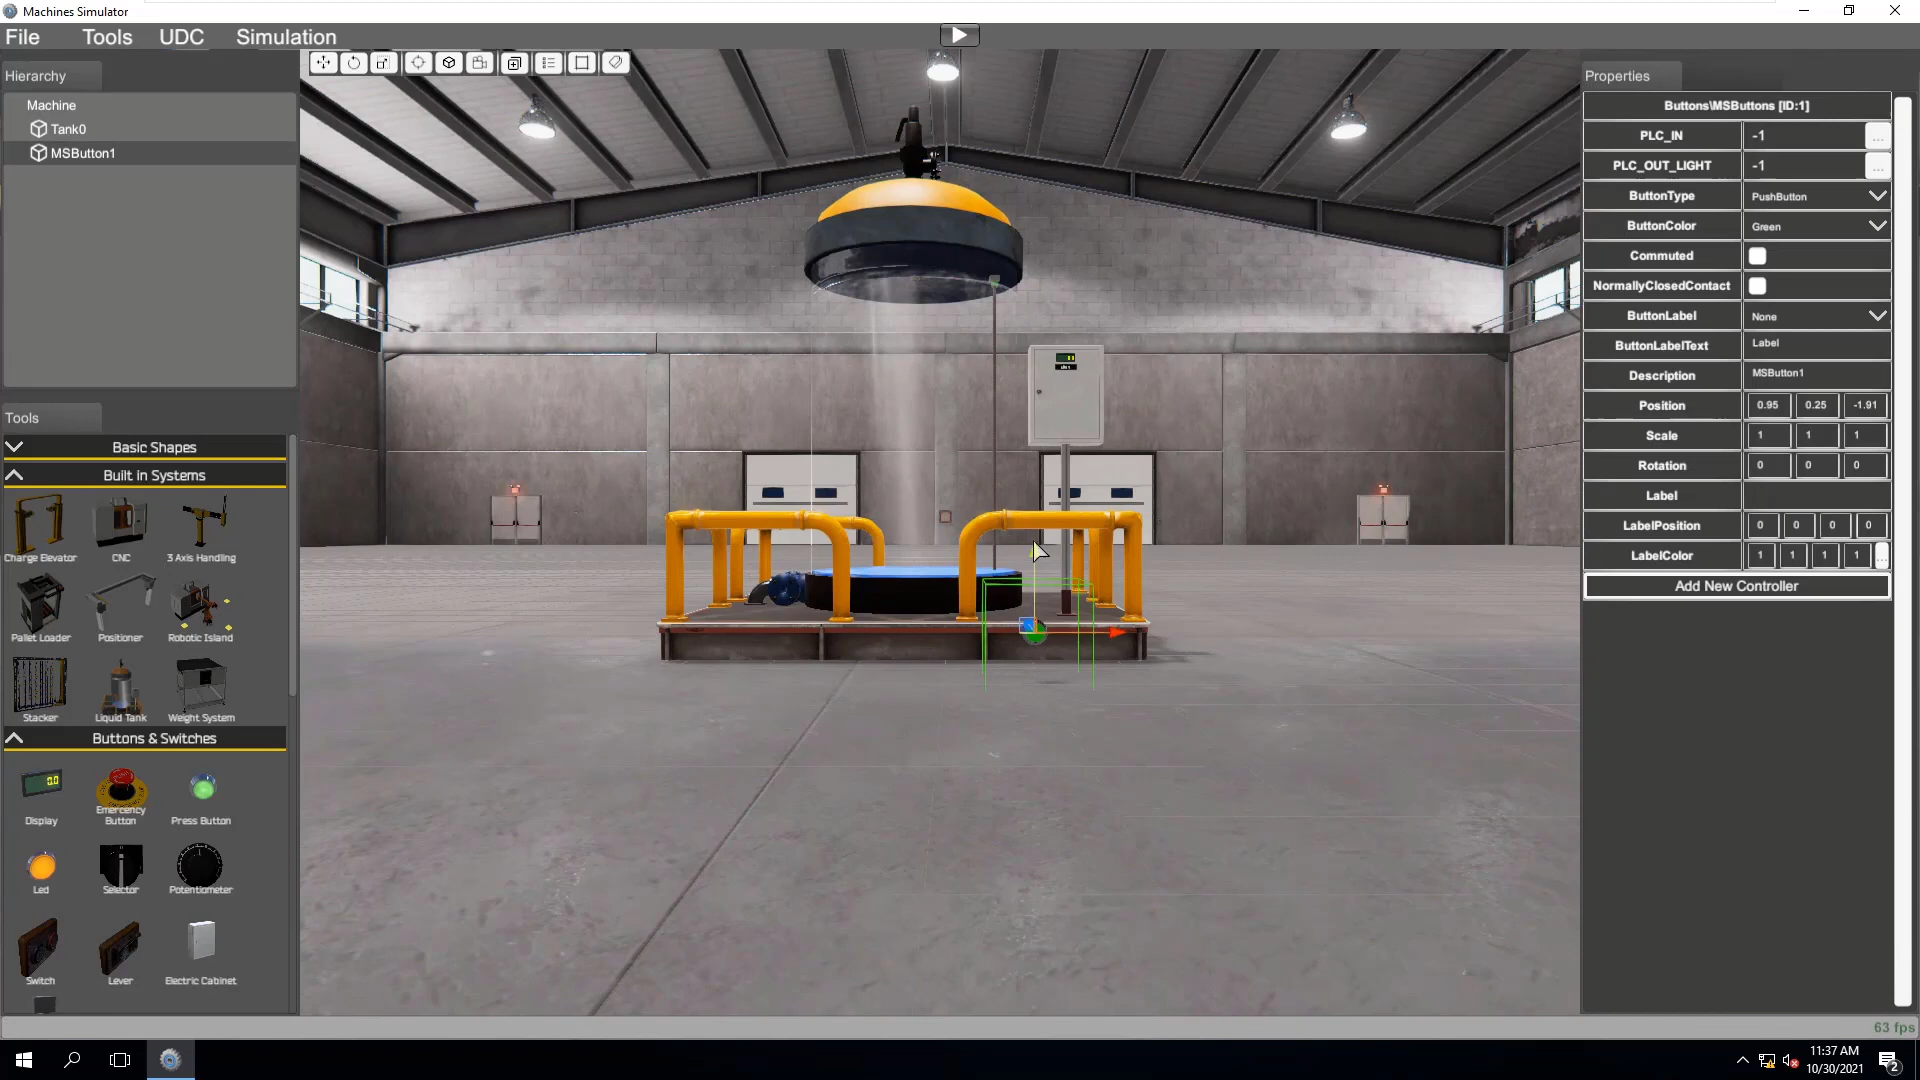 Machines Simulator
File Tools UDC Simulation
Hierarchy
Machine
Tank0
MSButton1
Tools
Basic Shapes
Built in Systems
Charge Elevator
CNC
3 Axis Handling
Pallet Loader
Positioner
Robotic Island
Stacker
Liquid Tank
Weight System
Buttons & Switches
Display
Emergency
Button
Press Button
Led
Selector
Potentiometer
Switch
Lever
Electric Cabinet
Properties
Buttons\MSButtons [ID:1]
PLC_IN -1 ...
PLC_OUT_LIGHT -1 ...
ButtonType PushButton
ButtonColor Green
Commuted
NormallyClosedContact
ButtonLabel None
ButtonLabelText Label
Description MSButton1
Position 0.95 0.25 -1.91
Scale 1 1 1
Rotation 0 0 0
Label
LabelPosition 0 0 0 0
LabelColor 1 1 1 1 ...
Add New Controller
63 fps
11:37 AM
10/30/2021
2